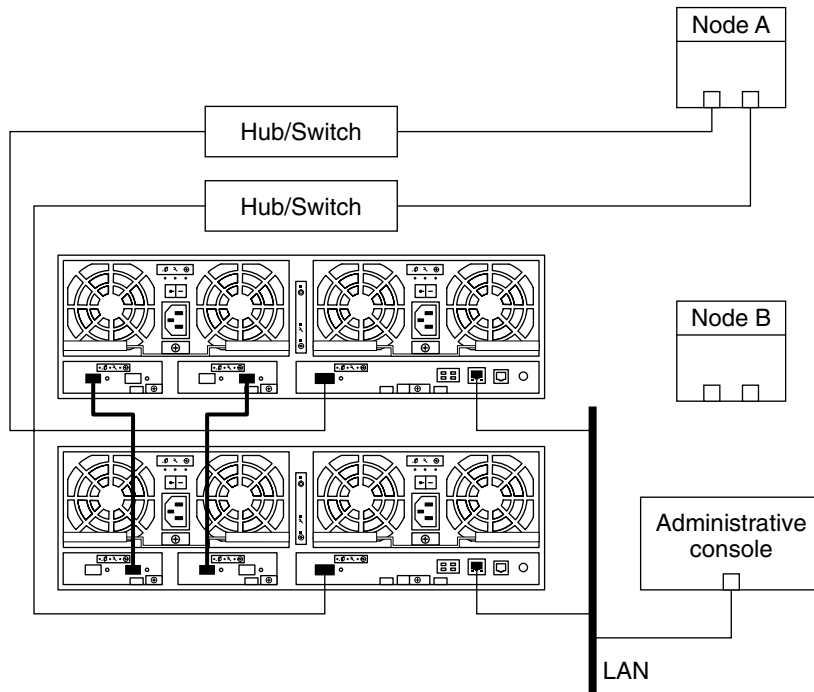 Node A
Hub/Switch
Hub/Switch
Node B
Administrative
console
LAN